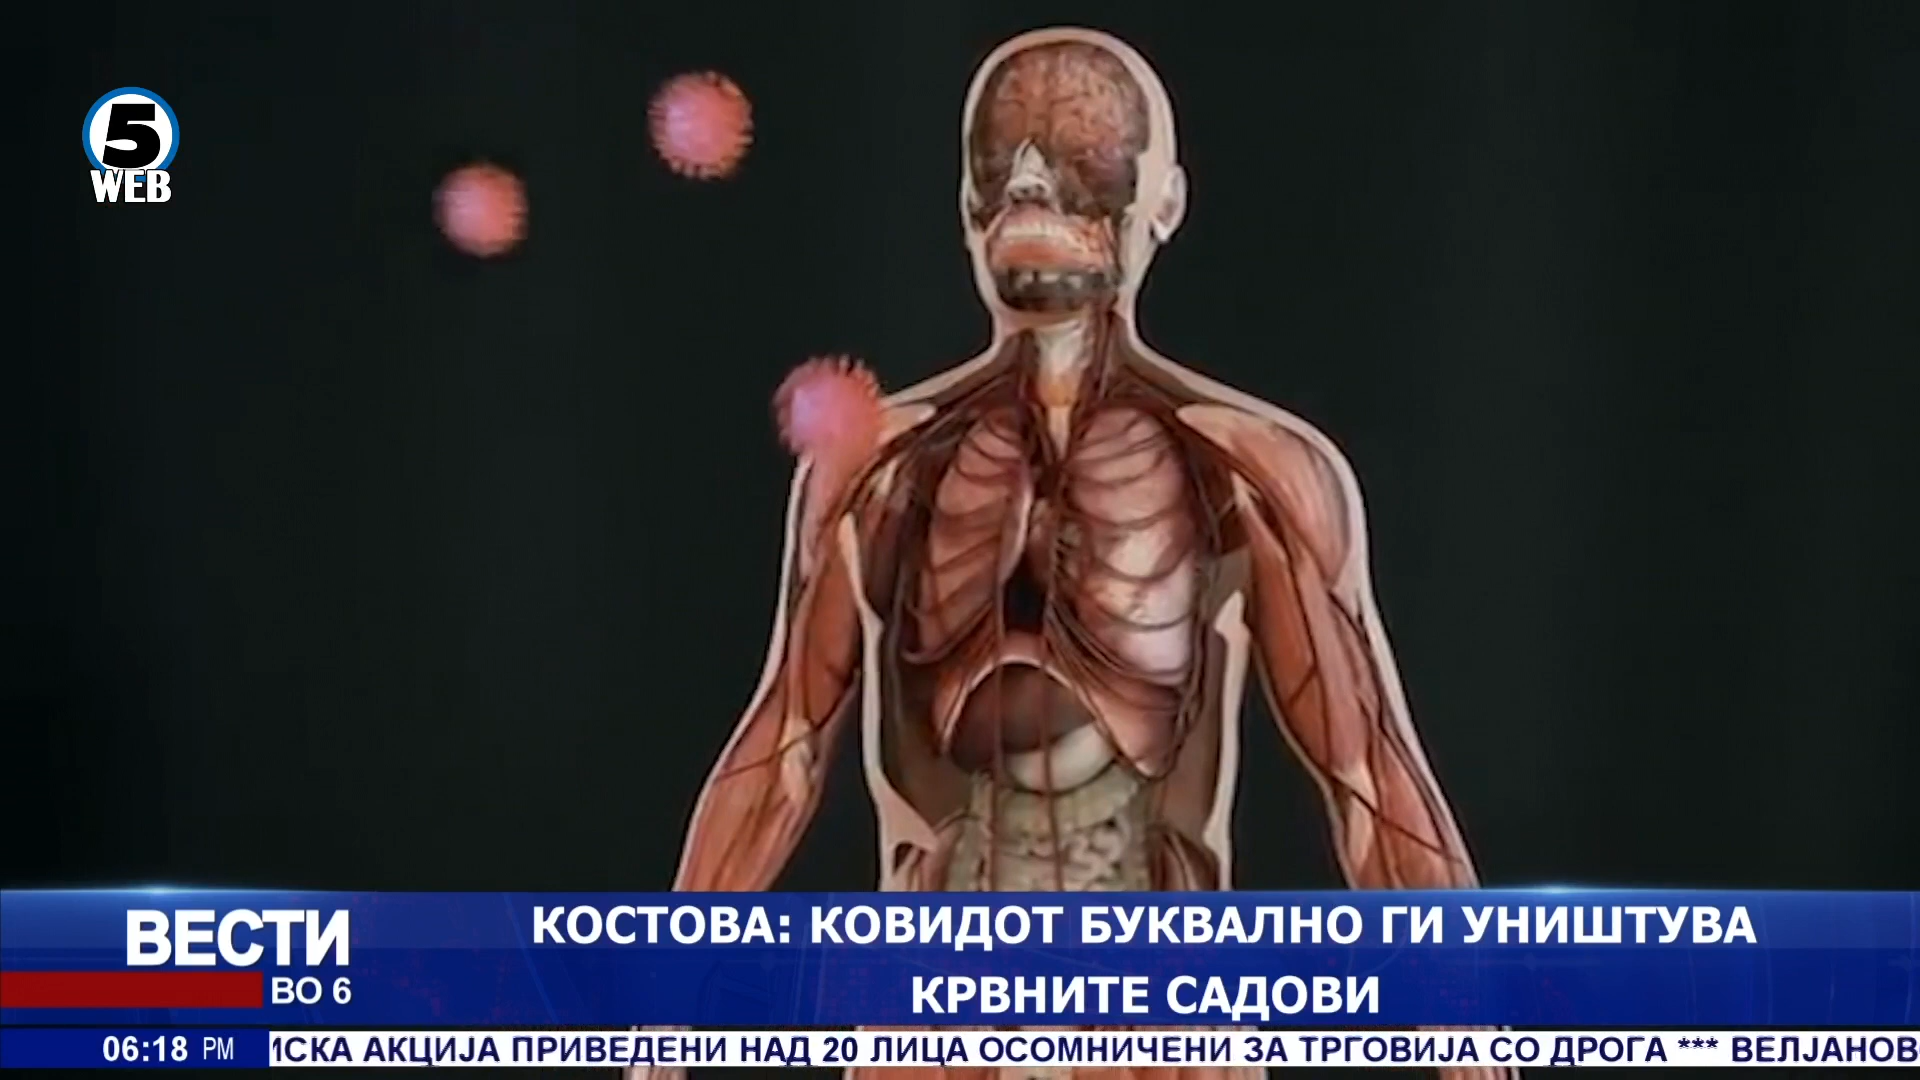 5
WEB
ВЕСТИ
ВО 6
КОСТОВА: КОВИДОТ БУКВАЛНО ГИ УНИШТУВА
КРВНИТЕ САДОВИ
06:18 PM
АКЦИЈА ПРИВЕДЕНИ НАД 20 ЛИЦА ОСОМНИЧЕНИ ЗА ТРГОВИЈА СО ДРОГА ***